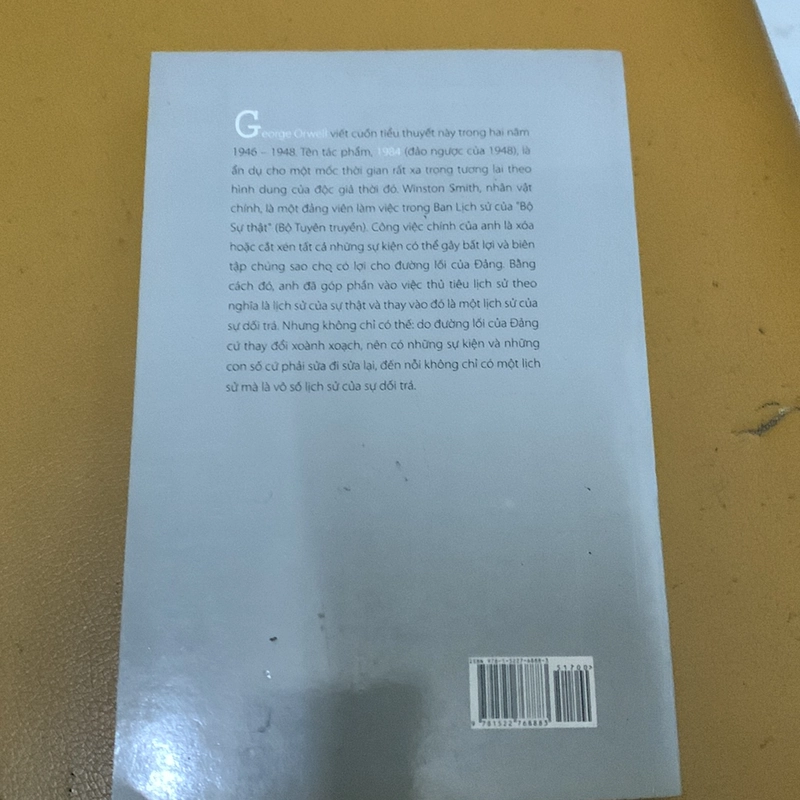 George Orwell viết cuốn tiểu thuyết này trong hai năm
1946 – 1948. Tên tác phẩm, 1984 (đảo ngược của 1948), là
ẩn dụ cho một mốc thời gian rất xa trong tương lai theo
hình dung của độc giả thời đó. Winston Smith, nhân vật
chính, là một đảng viên làm việc trong Ban Lịch sử của "Bộ
Sự thật" (Bộ Tuyên truyền). Công việc chính của anh là xóa
hoặc cắt xén tất cả những sự kiện có thể gây bất lợi và biên
tập chúng sao cho có lợi cho đường lối của Đảng. Bằng
cách đó, anh đã góp phần vào việc thủ tiêu lịch sử theo
nghĩa là lịch sử của sự thật và thay vào đó là một lịch sử của
sự dối trá. Nhưng không chỉ có thế: do đường lối của Đảng
cứ thay đổi xoành xoạch, nên có những sự kiện và những
con số cứ phải sửa đi sửa lại, đến nỗi không chỉ có một lịch
sử mà là vô số lịch sử của sự dối trá.
ISBN
51700>
9 781522 768883